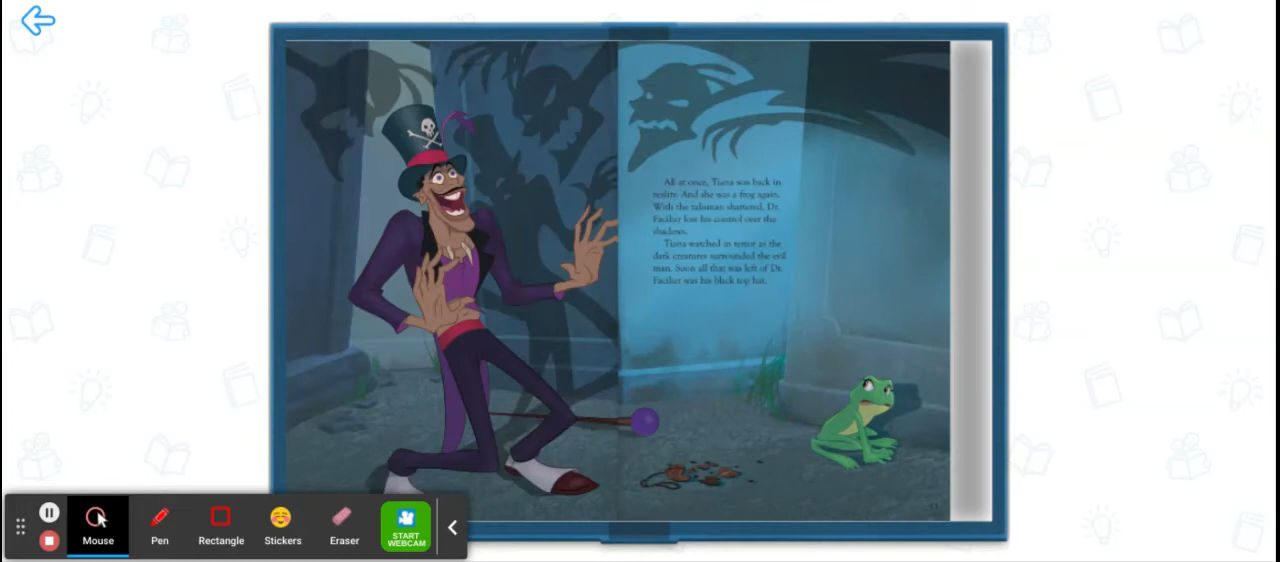 All at once, Tiana was back in
reality. And she was a frog again.
With the talisman shattered, Dr.
Facilier lost his control over the
shadows.
Tiana watched in terror as the
dark creatures surrounded the evil
man. Soon all that was left of Dr.
Facilier was his black top hat.
Mouse
Pen
Rectangle
Stickers
Eraser
START
WEBCAM